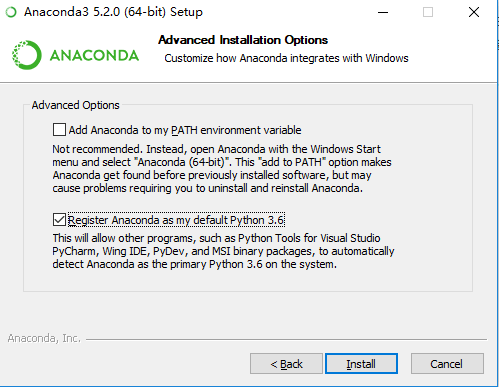 Anaconda3 5.2.0 (64-bit) Setup
ANACONDA
Advanced Installation Options
Customize how Anaconda integrates with Windows
Advanced Options
Add Anaconda to my PATH environment variable
Not recommended. Instead, open Anaconda with the Windows Start
menu and select "Anaconda (64-bit)". This "add to PATH" option makes
Anaconda get found before previously installed software, but may
cause problems requiring you to uninstall and reinstall Anaconda.
Register Anaconda as my default Python 3.6
This will allow other programs, such as Python Tools for Visual Studio
PyCharm, Wing IDE, PyDev, and MSI binary packages, to automatically
detect Anaconda as the primary Python 3.6 on the system.
Anaconda, Inc.
< Back
Install
Cancel